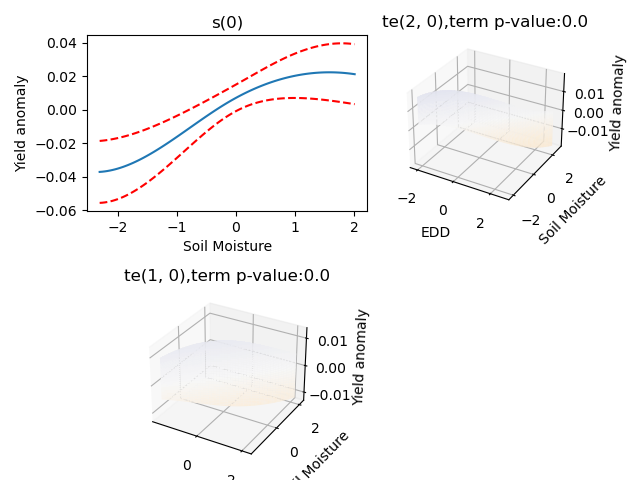 s(0)
Yield anomaly
0.04
0.02
0.00
−0.02
−0.04
−0.06
−2
−1
0
1
2
Soil Moisture
te(2, 0),term p-value:0.0
Yield anomaly
0.01
0.00
−0.01
−2
0
2
EDD
−2
0
2
Soil Moisture
te(1, 0),term p-value:0.0
Yield anomaly
0.01
0.00
−0.01
0
2
0
2
Moisture